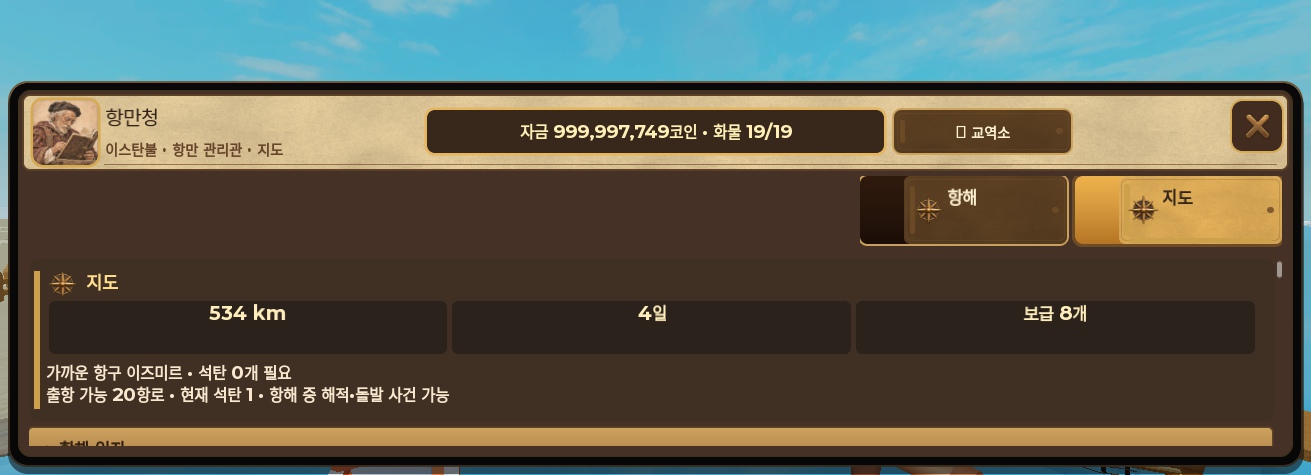 항만청
이스탄불 • 항만 관리관 • 지도
자금 999,997,749코인 • 화물 19/19
교역소
항해
지도
지도
534 km
4일
보급 8개
가까운 항구 이즈미르 • 석탄 0개 필요
출항 가능 20항로 • 현재 석탄 1 • 항해 중 해적•돌발 사건 가능